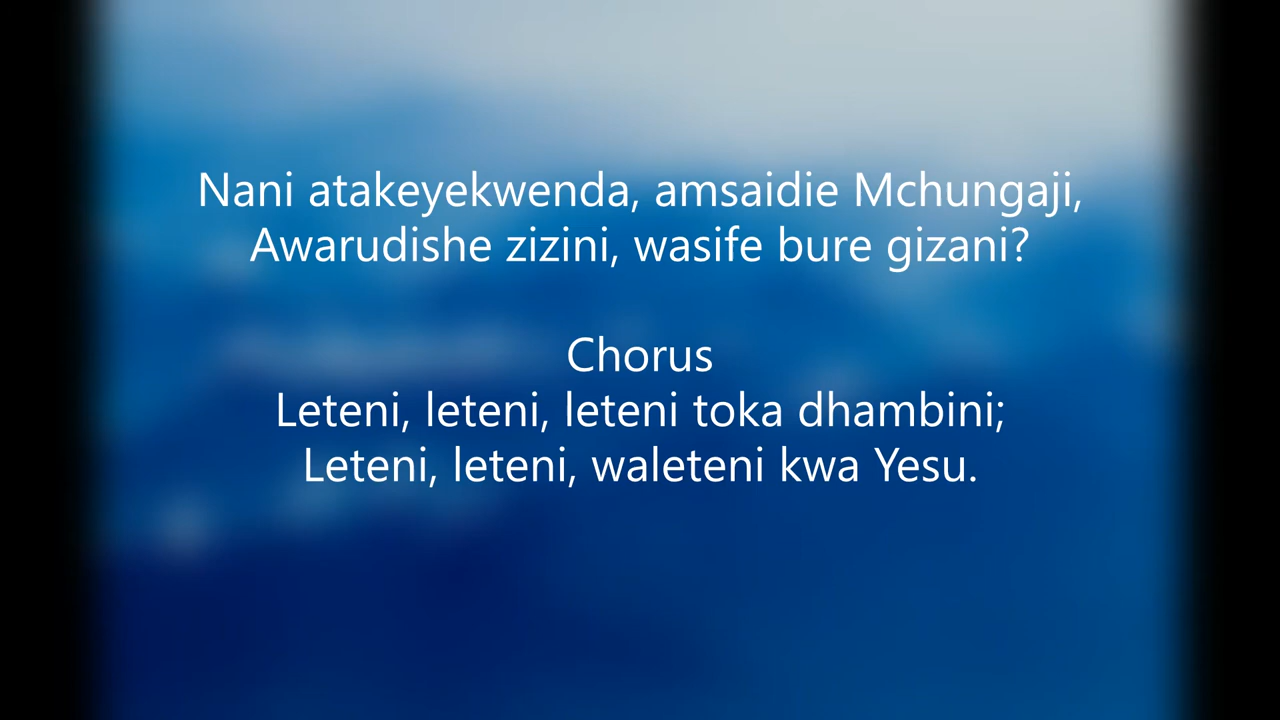 Nani atakeyekwenda, amsaidie Mchungaji,
Awarudishe zizini, wasife bure gizani?
Chorus
Leteni, leteni, leteni toka dhambini;
Leteni, leteni, waleteni kwa Yesu.